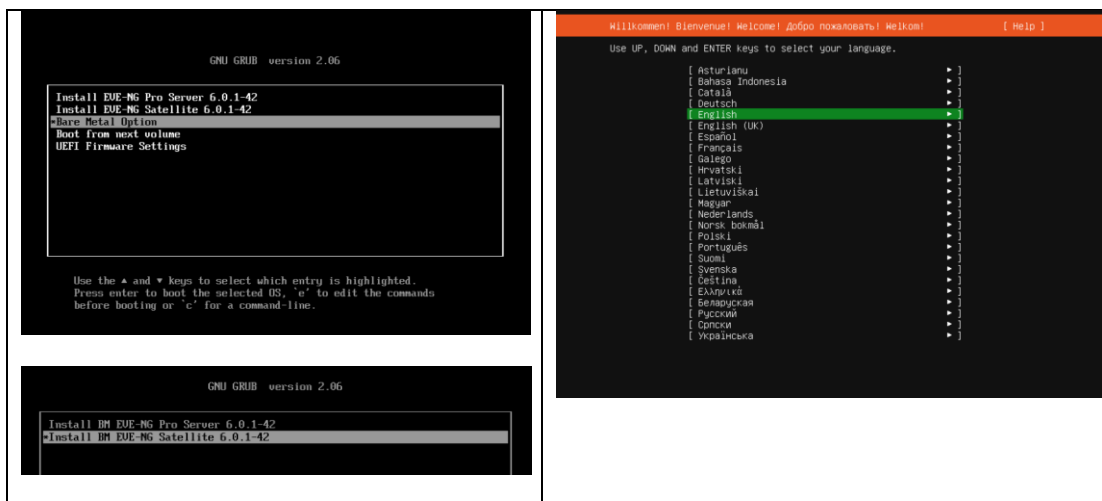 GNU GRUB version 2.06
Install EVE-NG Pro Server 6.0.1-42
Install EVE-NG Satellite 6.0.1-42
*Bare Metal Option
Boot from next volume
UEFI Firmware Settings
Use the ▲ and ▼ keys to select which entry is highlighted.
Press enter to boot the selected OS, `e' to edit the commands
before booting or `c' for a command-line.
GNU GRUB version 2.06
Install BM EVE-NG Pro Server 6.0.1-42
*Install BM EVE-NG Satellite 6.0.1-42
Willkommen! Bienvenue! Welcome! Добро пожаловать! Welkom! [ Help ]
Use UP, DOWN and ENTER keys to select your language.
[ Asturianu ▸ ]
[ Bahasa Indonesia ▸ ]
[ Català ▸ ]
[ Deutsch ▸ ]
[ English ▸ ]
[ English (UK) ▸ ]
[ Español ▸ ]
[ Français ▸ ]
[ Galego ▸ ]
[ Hrvatski ▸ ]
[ Latviski ▸ ]
[ Lietuviškai ▸ ]
[ Magyar ▸ ]
[ Nederlands ▸ ]
[ Norsk bokmål ▸ ]
[ Polski ▸ ]
[ Português ▸ ]
[ Suomi ▸ ]
[ Svenska ▸ ]
[ Čeština ▸ ]
[ Ελληνικά ▸ ]
[ Беларуская ▸ ]
[ Русский ▸ ]
[ Српски ▸ ]
[ Українська ▸ ]